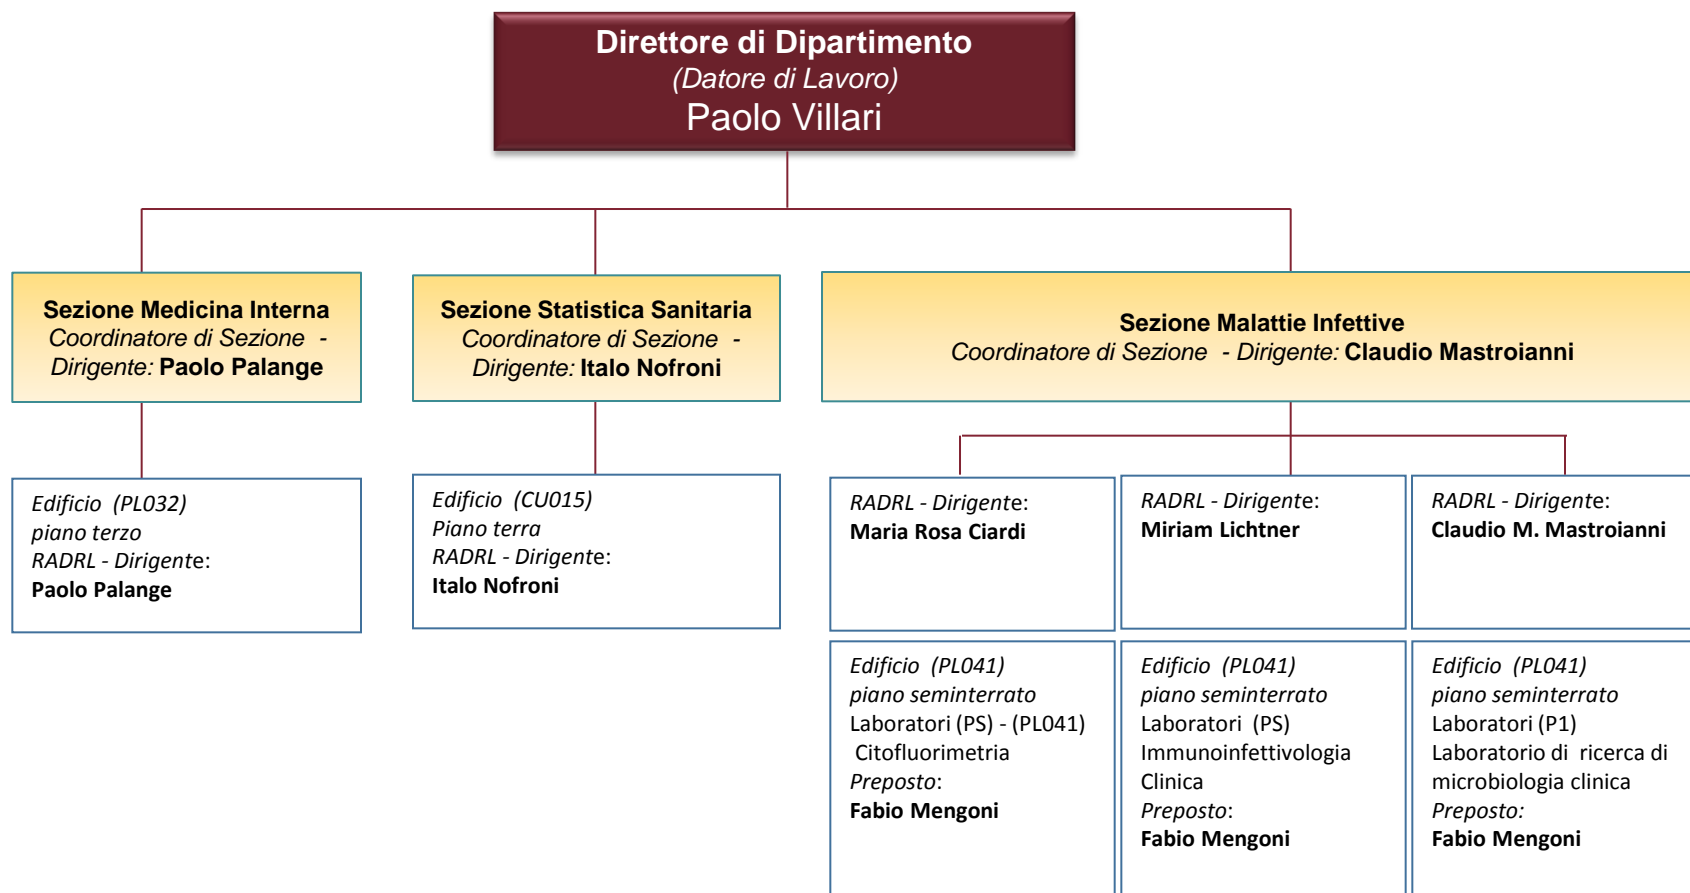 Direttore di Dipartimento
(Datore di Lavoro)
Paolo Villari
Sezione Medicina Interna
Coordinatore di Sezione -
Dirigente: Paolo Palange
Sezione Statistica Sanitaria
Coordinatore di Sezione -
Dirigente: Italo Nofroni
Sezione Malattie Infettive
Coordinatore di Sezione - Dirigente: Claudio Mastroianni
Edificio (PL032)
piano terzo
RADRL - Dirigente:
Paolo Palange
Edificio (CU015)
Piano terra
RADRL - Dirigente:
Italo Nofroni
RADRL - Dirigente:
Maria Rosa Ciardi
RADRL - Dirigente:
Miriam Lichtner
RADRL - Dirigente:
Claudio M. Mastroianni
Edificio (PL041)
piano seminterrato
Laboratori (PS) - (PL041)
Citofluorimetria
Preposto:
Fabio Mengoni
Edificio (PL041)
piano seminterrato
Laboratori (PS)
Immunoinfettivologia
Clinica
Preposto:
Fabio Mengoni
Edificio (PL041)
piano seminterrato
Laboratori (P1)
Laboratorio di ricerca di
microbiologia clinica
Preposto:
Fabio Mengoni